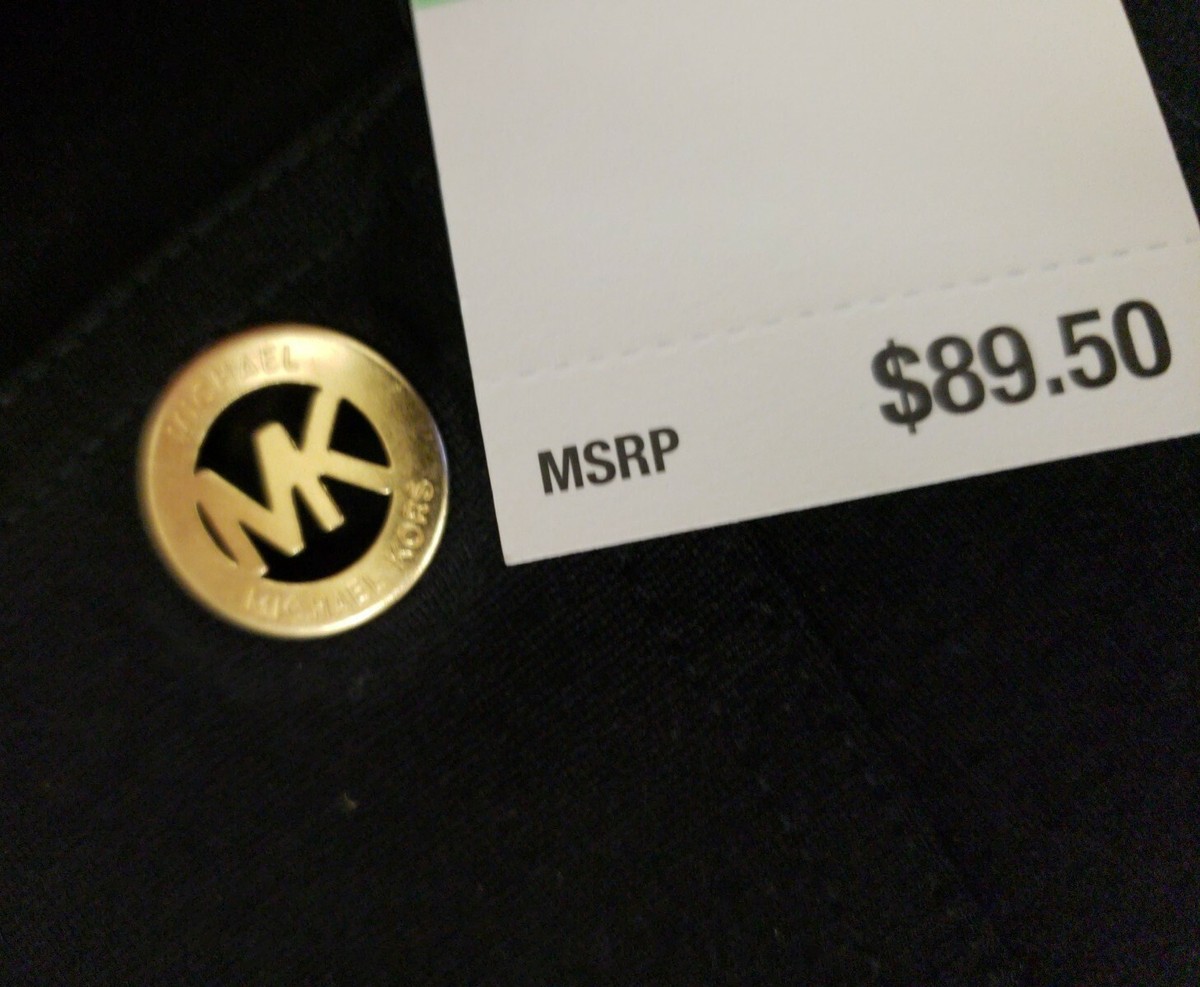 MICHAEL
MK
MICHAEL KORS
MSRP
$89.50